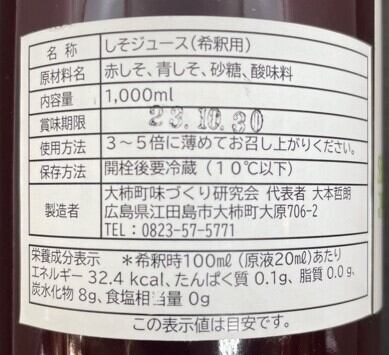 名称 しそジュース(希釈用)
原材料名 赤しそ、青しそ、砂糖、酸味料
内容量 1,000ml
賞味期限 23.10.30
使用方法 3～5倍に薄めてお召し上がりください。
保存方法 開栓後要冷蔵(10℃以下)
製造者 大柿町味づくり研究会 代表者 大本哲朗
広島県江田島市大柿町大原706-2
TEL：0823-57-5771
栄養成分表示 ＊希釈時100mℓ(原液20mℓ)あたり
エネルギー 32.4 kcal、たんぱく質 0.1g、脂質 0.0g、
炭水化物 8g、食塩相当量 0g
この表示値は目安です。